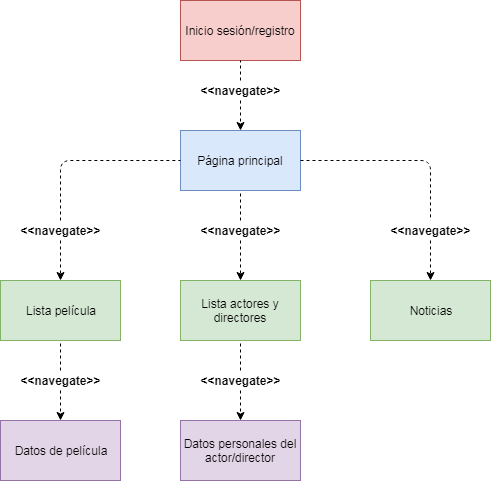 Inicio sesión/registro
<<navegate>>
Página principal
<<navegate>>
<<navegate>>
<<navegate>>
Lista película
Lista actores y
directores
Noticias
<<navegate>>
<<navegate>>
Datos de película
Datos personales del
actor/director